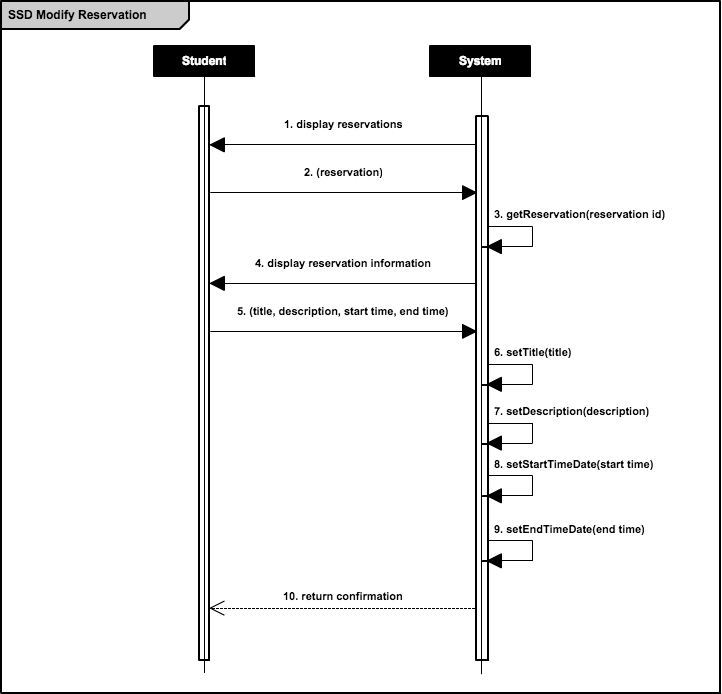 SSD Modify Reservation
Student
System
1. display reservations
2. (reservation)
3. getReservation(reservation id)
4. display reservation information
5. (title, description, start time, end time)
6. setTitle(title)
7. setDescription(description)
8. setStartTimeDate(start time)
9. setEndTimeDate(end time)
10. return confirmation